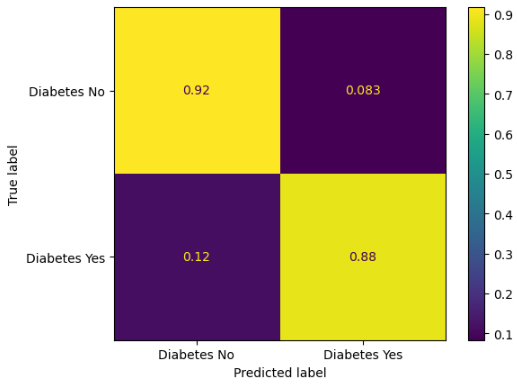 Diabetes No
Diabetes Yes
True label
0.92
0.083
0.12
0.88
Diabetes No
Diabetes Yes
Predicted label
0.9
0.8
0.7
0.6
0.5
0.4
0.3
0.2
0.1